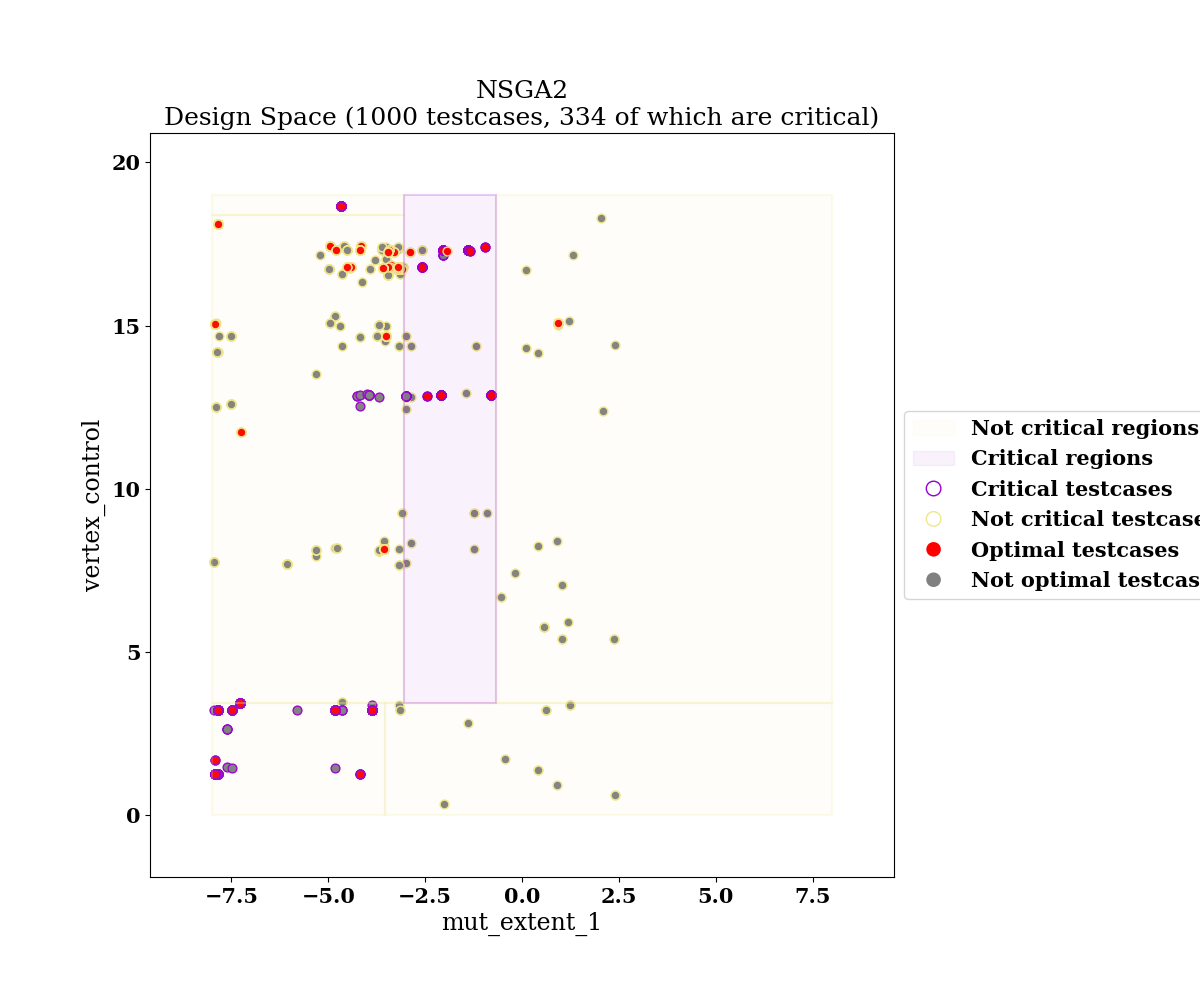 NSGA2
Design Space (1000 testcases, 334 of which are critical)
20
15
10
5
0
vertex_control
−7.5
−5.0
−2.5
0.0
2.5
5.0
7.5
mut_extent_1
Not critical regions
Critical regions
Critical testcases
Not critical testcase
Optimal testcases
Not optimal testcas